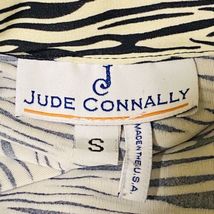 J
JUDE CONNALLY
S
MADE IN THE U.S.A.